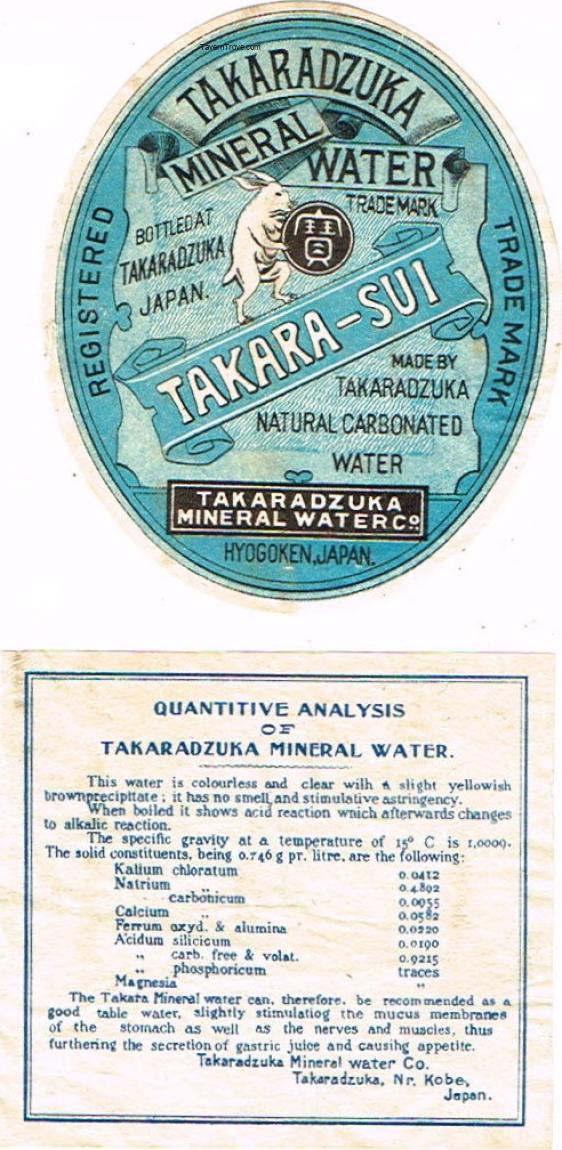 TavernTrove.com
TAKARADZUKA
MINERAL
WATER
TRADE MARK
BOTTLED AT
TAKARADZUKA
JAPAN.
寶
REGISTERED
TRADE MARK
TAKARA-SUI
MADE BY
TAKARADZUKA
NATURAL CARBONATED
WATER
TAKARADZUKA
MINERAL WATER Cº
HYOGOKEN, JAPAN.
QUANTITIVE ANALYSIS
OF
TAKARADZUKA MINERAL WATER.
This water is colourless and clear wilh a slight yellowish
brownprecipitate ; it has no smell and stimulative astringency.
When boiled it shows acid reaction wnich afterwards changes
to alkalic reaction.
The specific gravity at a temperature of 15° C is 1,0009.
The solid constituents, being 0.746 g pr. litre, are the following:
Kalium chloratum 0.0412
Natrium „ 0.4892
„ carbonicum 0.0955
Calcium „ 0.0582
Ferrum oxyd. & alumina 0.0220
Acidum silicicum 0.0190
„ carb. free & volat. 0.9215
„ phosphoricum traces
Magnesia „
The Takara Mineral water can, therefore, be recommended as a
good table water, slightly stimulatiog the mucus membranes
of the stomach as well as the nerves and muscles, thus
furthering the secretion of gastric juice and causihg appetite.
Takaradzuka Mineral water Co.
Takaradzuka, Nr. Kobe,
Japan.